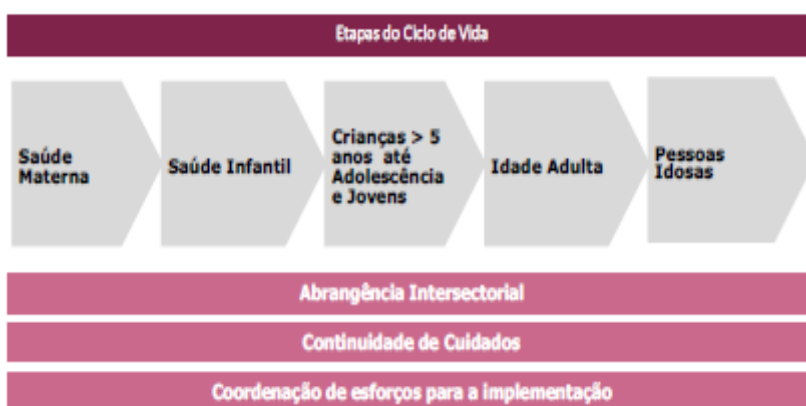 Etapas do Ciclo de Vida
Saúde
Materna
Saúde Infantil
Crianças > 5
anos até
Adolescência
e Jovens
Idade Adulta
Pessoas
Idosas
Abrangência Intersectorial
Continuidade de Cuidados
Coordenação de esforços para a implementação